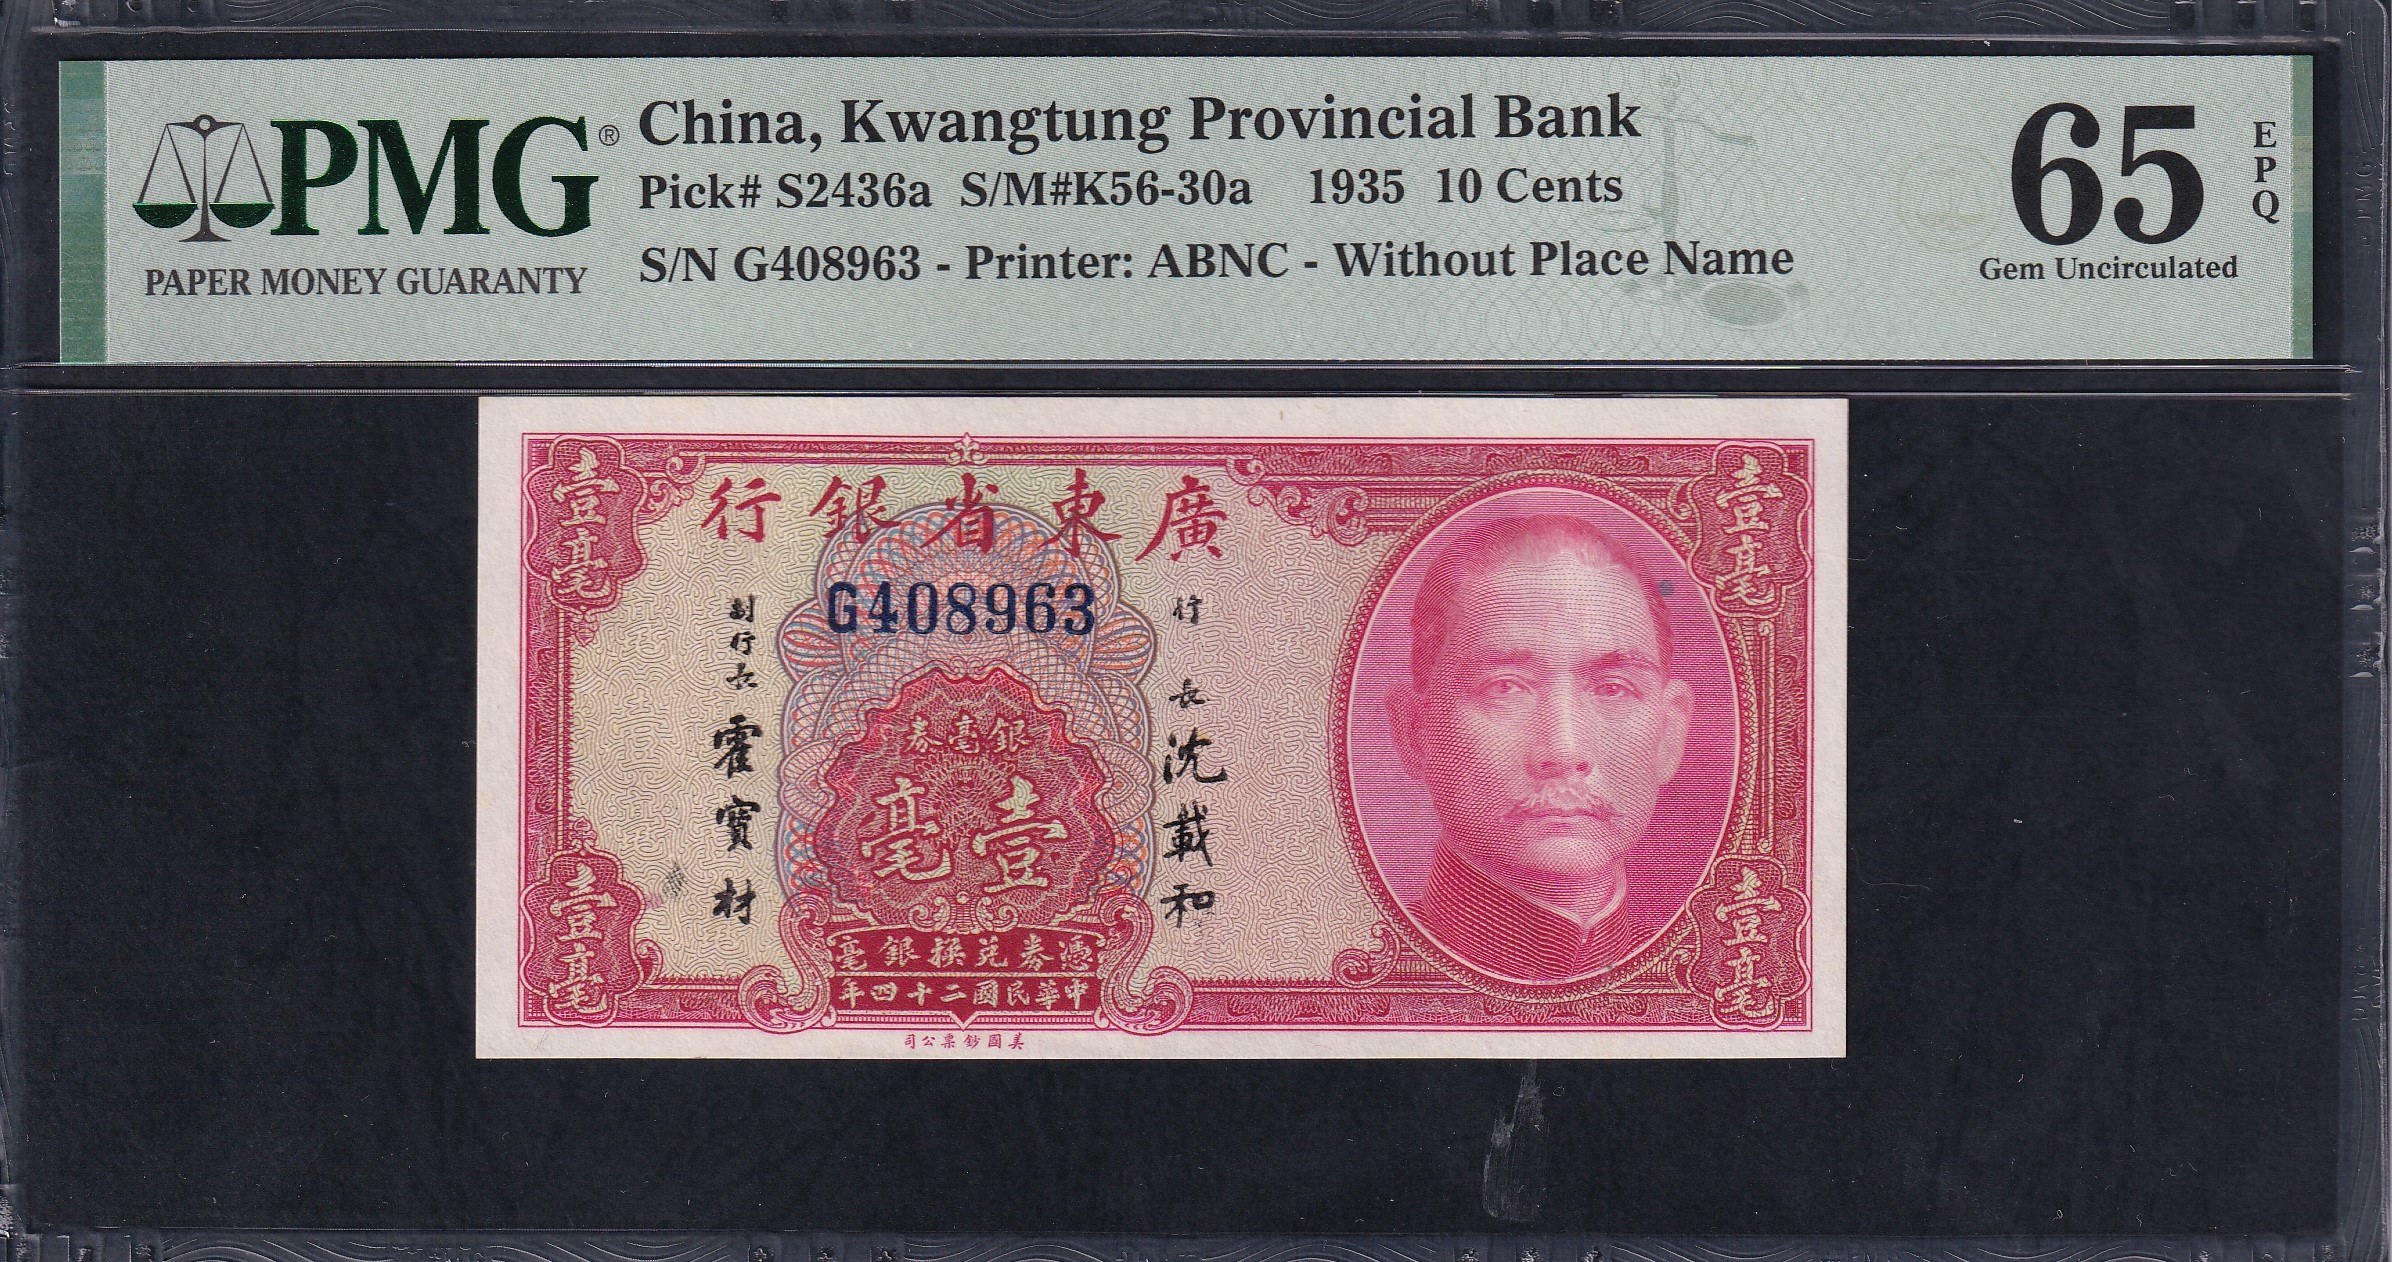 PMG®
PAPER MONEY GUARANTY
China, Kwangtung Provincial Bank
Pick# S2436a S/M#K56-30a 1935 10 Cents
S/N G408963 - Printer: ABNC - Without Place Name
65
EPQ
Gem Uncirculated
廣東省銀行
壹毫
壹毫
G408963
行長沈載和
副行長霍寶材
銀毫券
壹毫
憑券兌換銀毫
中華民國二十四年
壹毫
壹毫
美國鈔票公司